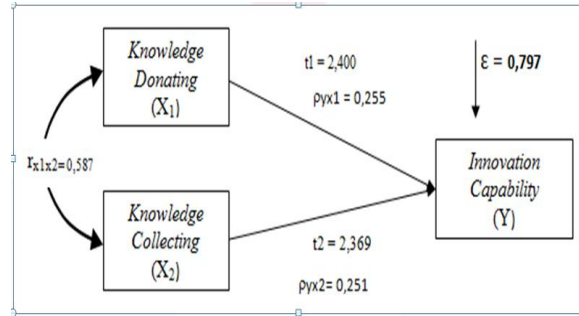 Knowledge
Donating
(X₁)
t1 = 2,400
ρyx1 = 0,255
ε = 0,797
rx1x2=0,587
Innovation
Capability
(Y)
Knowledge
Collecting
(X₂)
t2 = 2,369
ρyx2= 0,251